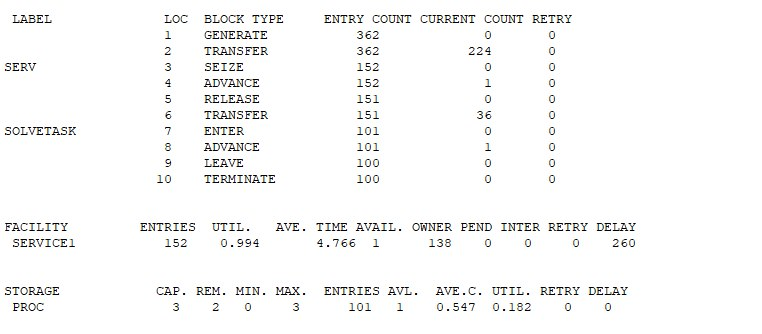 LABEL LOC BLOCK TYPE ENTRY COUNT CURRENT COUNT RETRY
1 GENERATE 362 0 0
2 TRANSFER 362 224 0
SERV 3 SEIZE 152 0 0
4 ADVANCE 152 1 0
5 RELEASE 151 0 0
6 TRANSFER 151 36 0
SOLVETASK 7 ENTER 101 0 0
8 ADVANCE 101 1 0
9 LEAVE 100 0 0
10 TERMINATE 100 0 0
FACILITY ENTRIES UTIL. AVE. TIME AVAIL. OWNER PEND INTER RETRY DELAY
SERVICE1 152 0.994 4.766 1 138 0 0 0 260
STORAGE CAP. REM. MIN. MAX. ENTRIES AVL. AVE.C. UTIL. RETRY DELAY
PROC 3 2 0 3 101 1 0.547 0.182 0 0